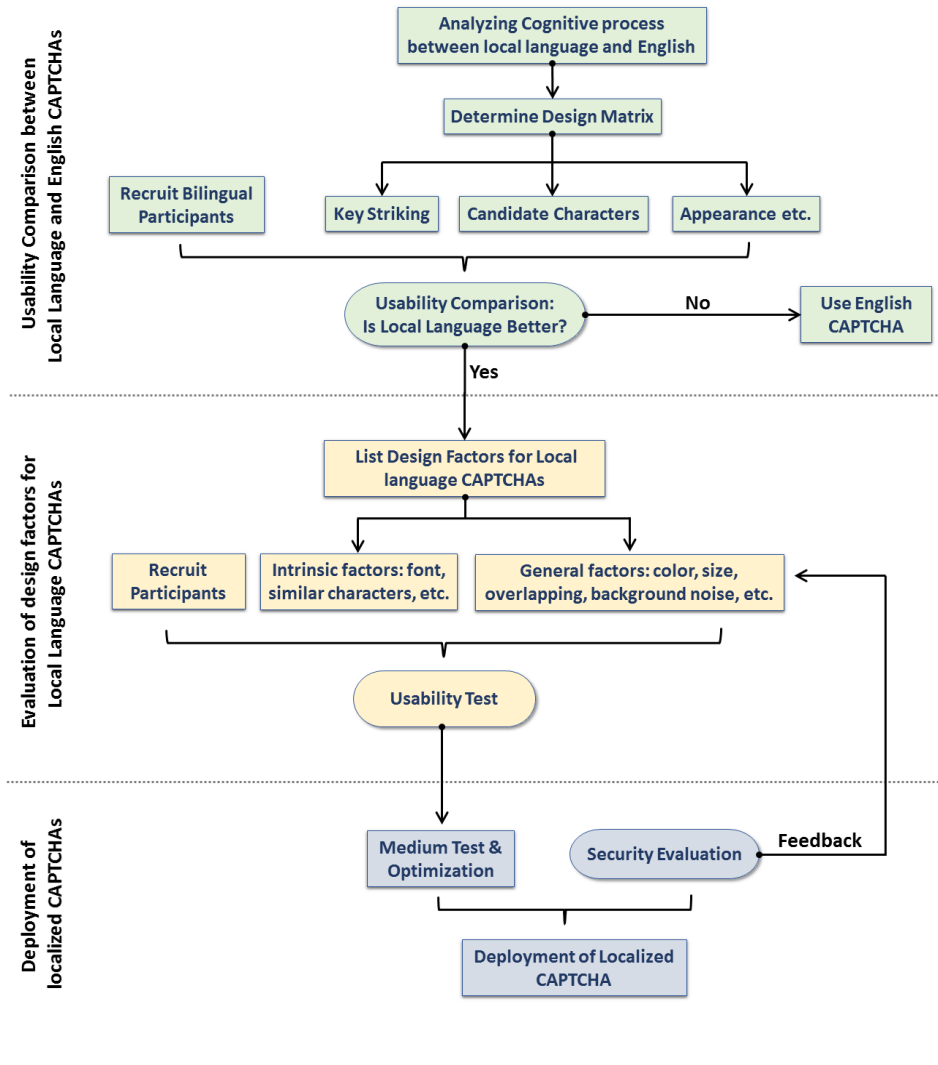 Usability Comparison between
Local Language and English CAPTCHAs
Analyzing Cognitive process
between local language and English
Determine Design Matrix
Recruit Bilingual
Participants
Key Striking
Candidate Characters
Appearance etc.
Usability Comparison:
Is Local Language Better?
No
Use English
CAPTCHA
Yes
Evaluation of design factors for
Local Language CAPTCHAs
List Design Factors for Local
language CAPTCHAs
Recruit
Participants
Intrinsic factors: font,
similar characters, etc.
General factors: color, size,
overlapping, background noise, etc.
Usability Test
Deployment of
localized CAPTCHAs
Medium Test &
Optimization
Security Evaluation
Feedback
Deployment of Localized
CAPTCHA